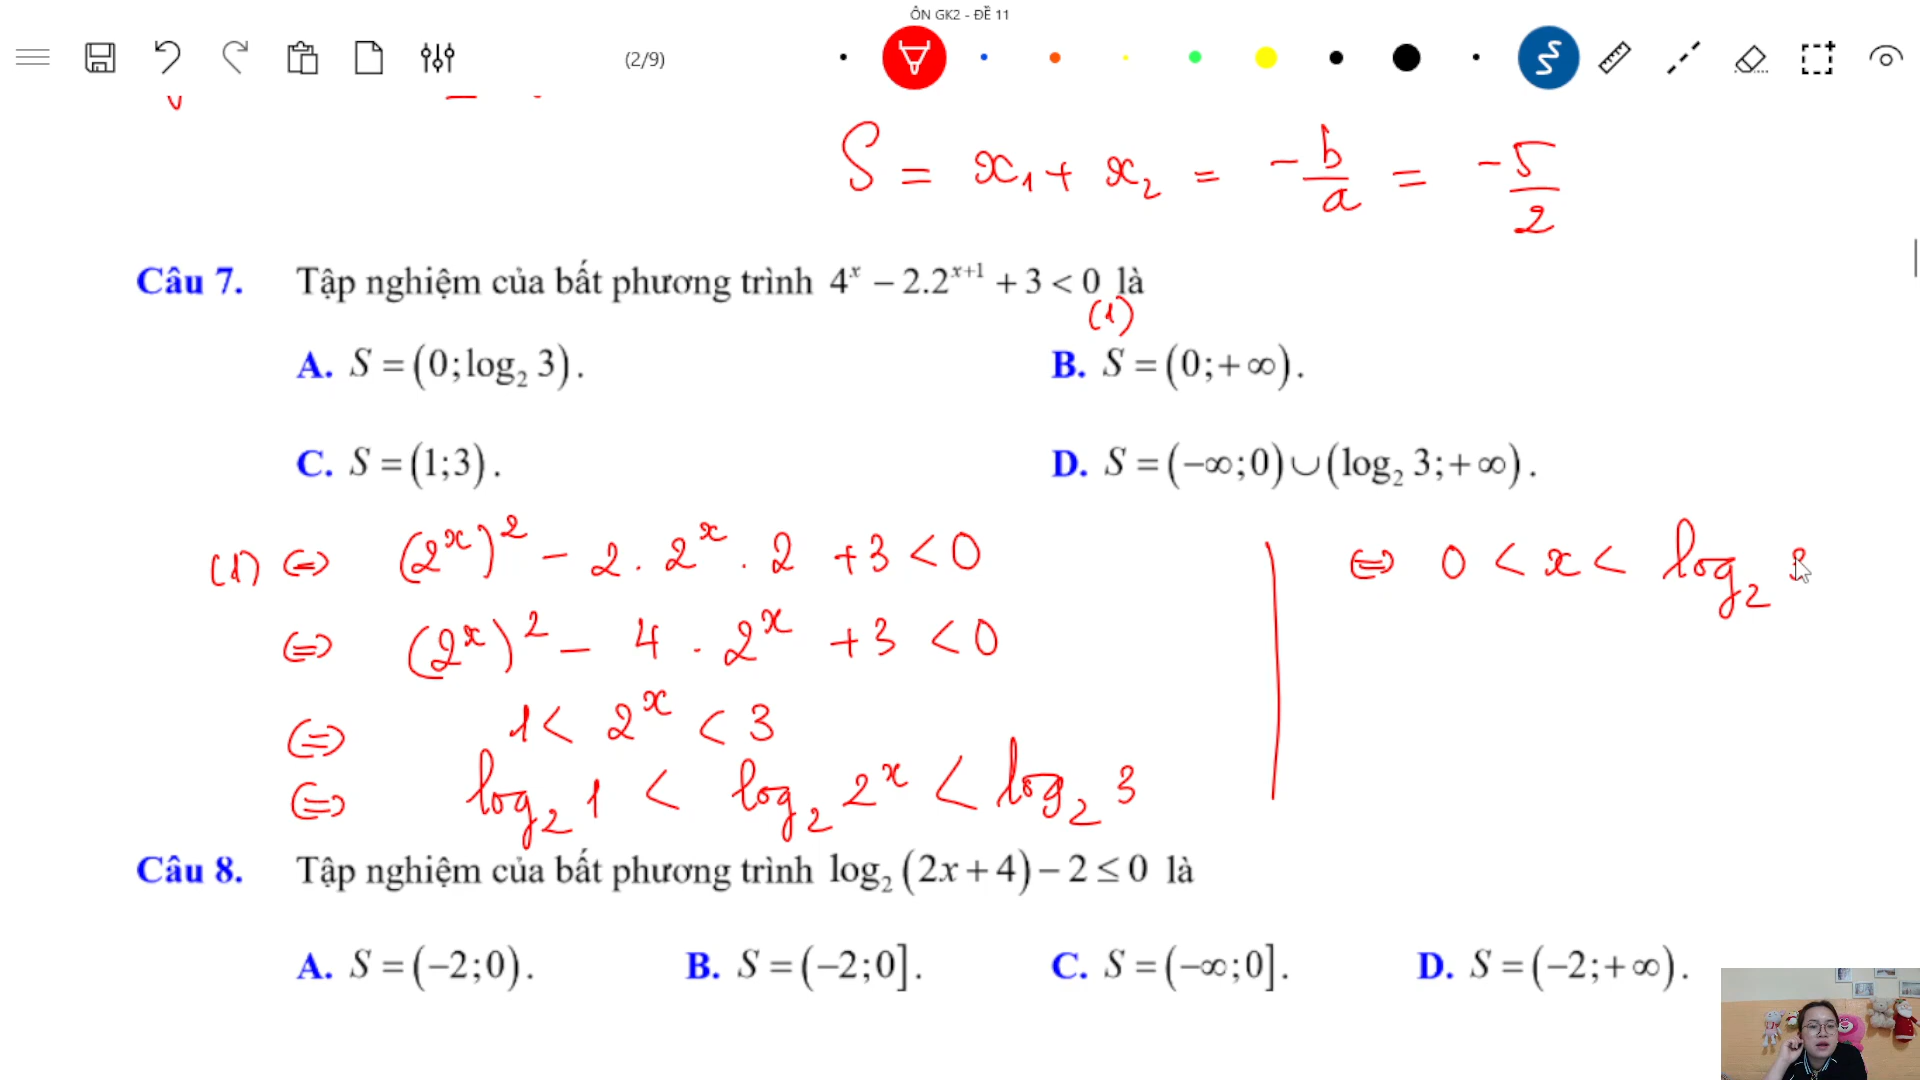 ÔN GK2 - ĐỀ 11
(2/9)
S = x₁ + x₂ = -b/a = -5/2
Câu 7. Tập nghiệm của bất phương trình 4ˣ − 2.2ˣ⁺¹ + 3 < 0 là
(1)
A. S = (0; log₂ 3).
B. S = (0; +∞).
C. S = (1; 3).
D. S = (−∞; 0) ∪ (log₂ 3; +∞).
(1) ⇔ (2ˣ)² − 2 . 2ˣ . 2 + 3 < 0
⇔ (2ˣ)² − 4 . 2ˣ + 3 < 0
⇔ 1 < 2ˣ < 3
⇔ log₂ 1 < log₂ 2ˣ < log₂ 3
⇔ 0 < x < log₂
Câu 8. Tập nghiệm của bất phương trình log₂ (2x + 4) − 2 ≤ 0 là
A. S = (−2; 0).
B. S = (−2; 0].
C. S = (−∞; 0].
D. S = (−2; +∞).